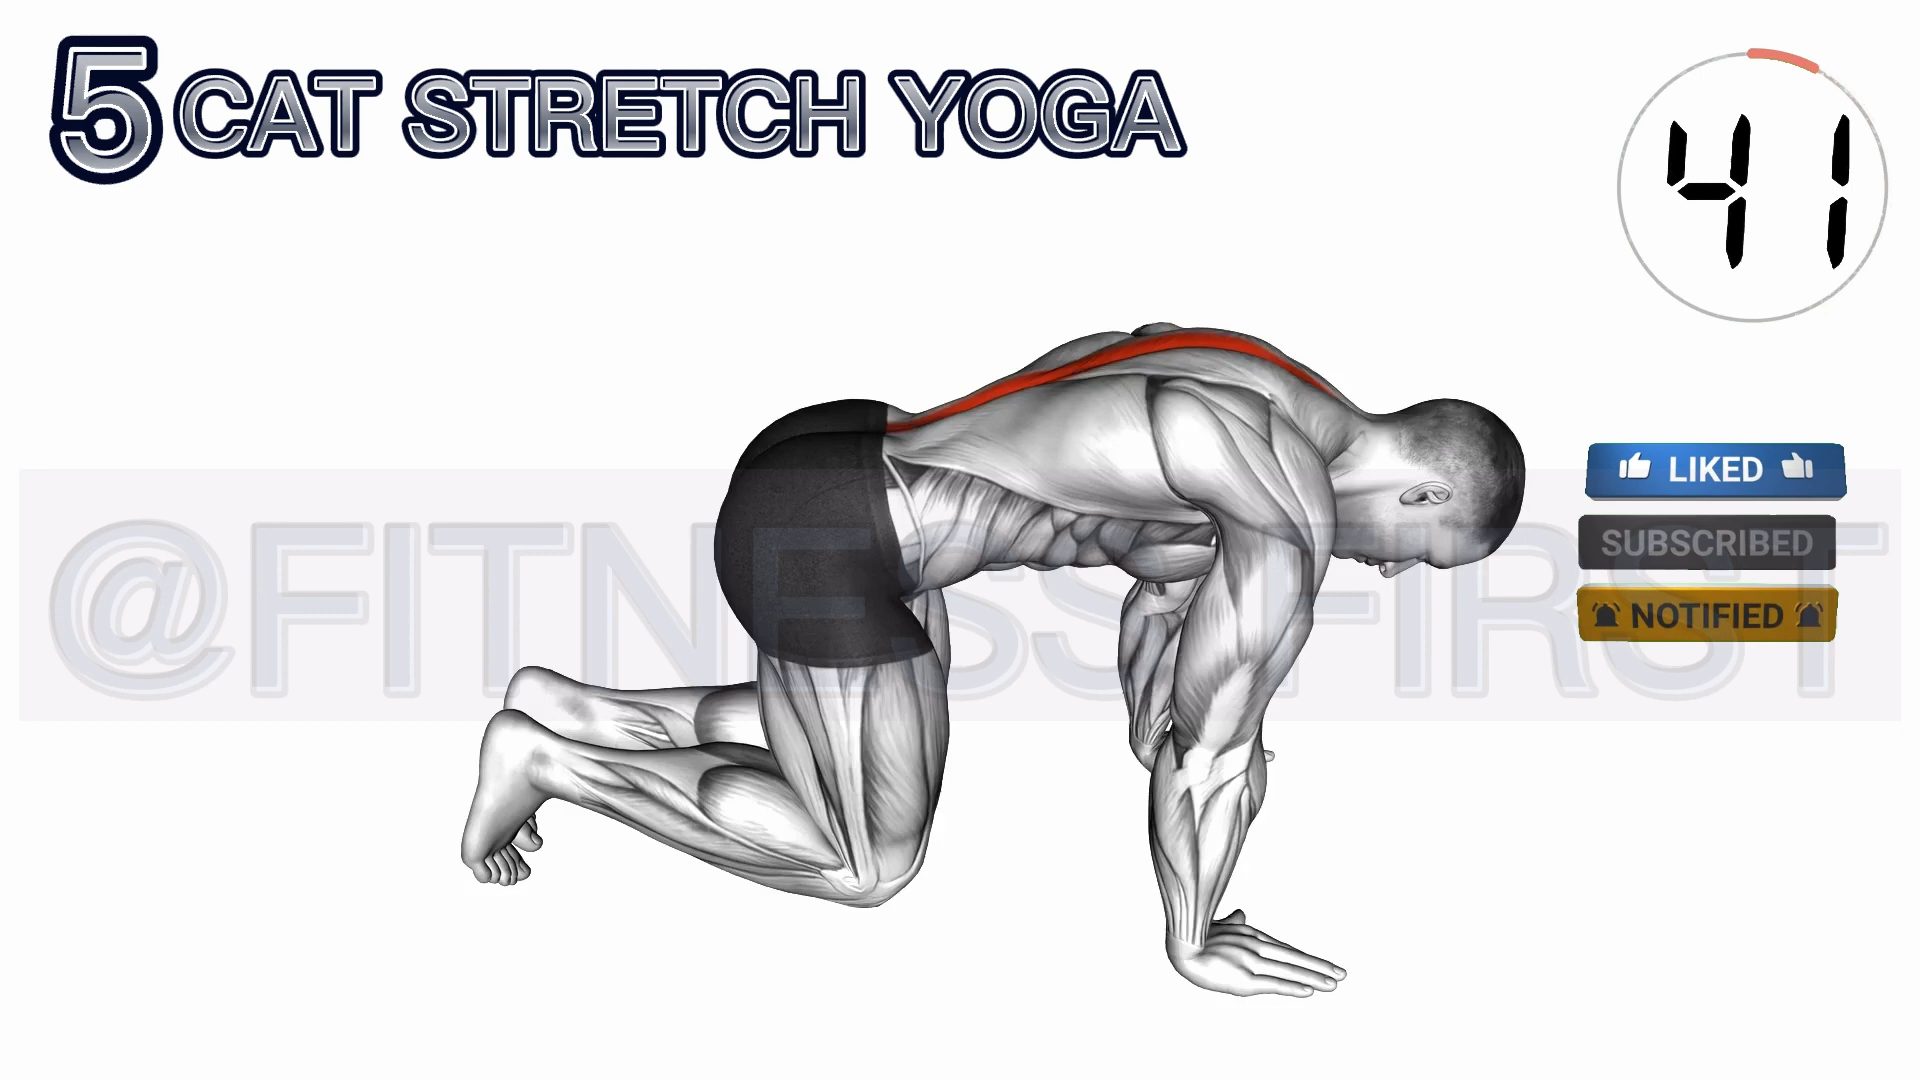 5 CAT STRETCH YOGA
41
LIKED
SUBSCRIBED
NOTIFIED
@FITNESSFIRST